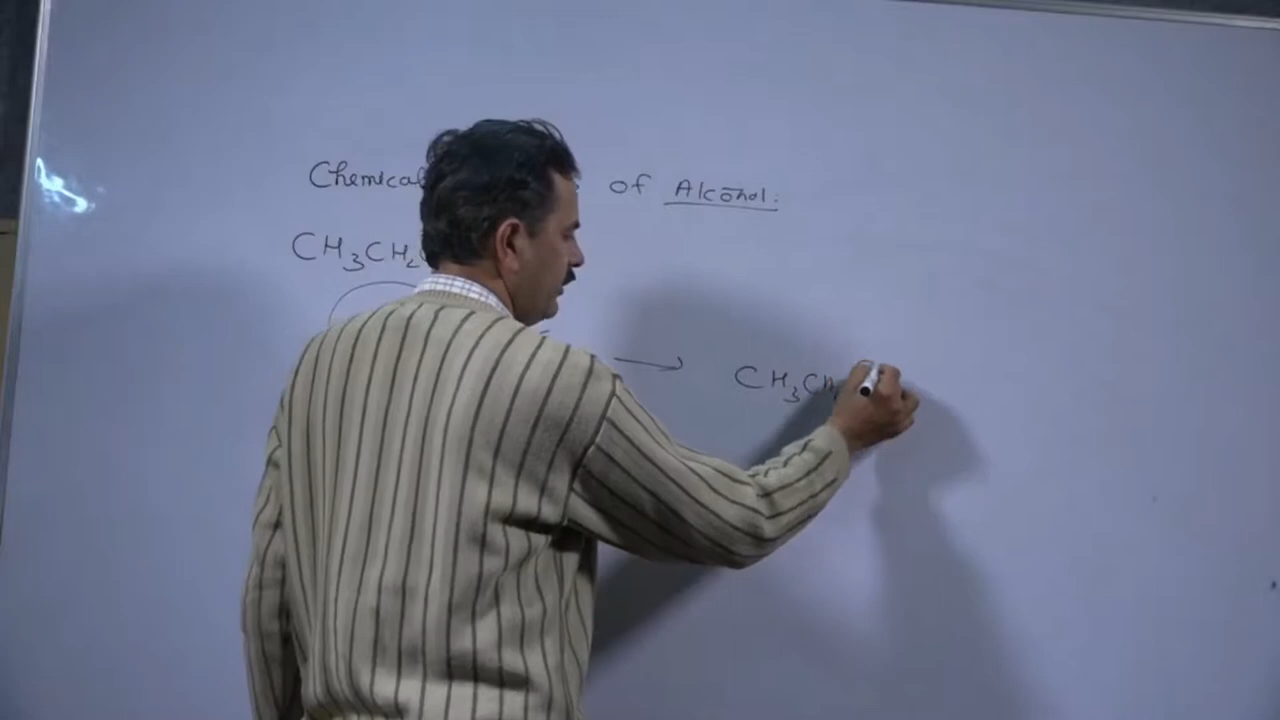 Chemical of Alcohol:
CH₃CH₂
→ CH₃CH